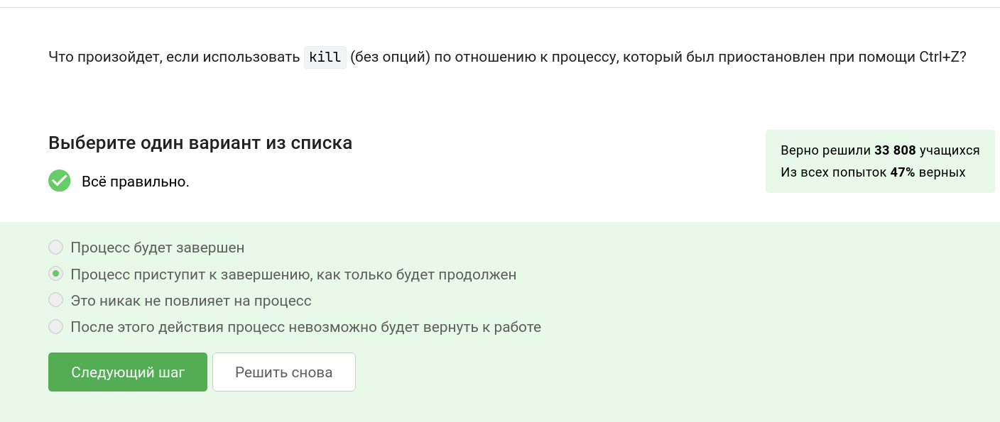 Что произойдет, если использовать kill (без опций) по отношению к процессу, который был приостановлен при помощи Ctrl+Z?
Выберите один вариант из списка
Всё правильно.
Верно решили 33 808 учащихся
Из всех попыток 47% верных
Процесс будет завершен
Процесс приступит к завершению, как только будет продолжен
Это никак не повлияет на процесс
После этого действия процесс невозможно будет вернуть к работе
Следующий шаг
Решить снова